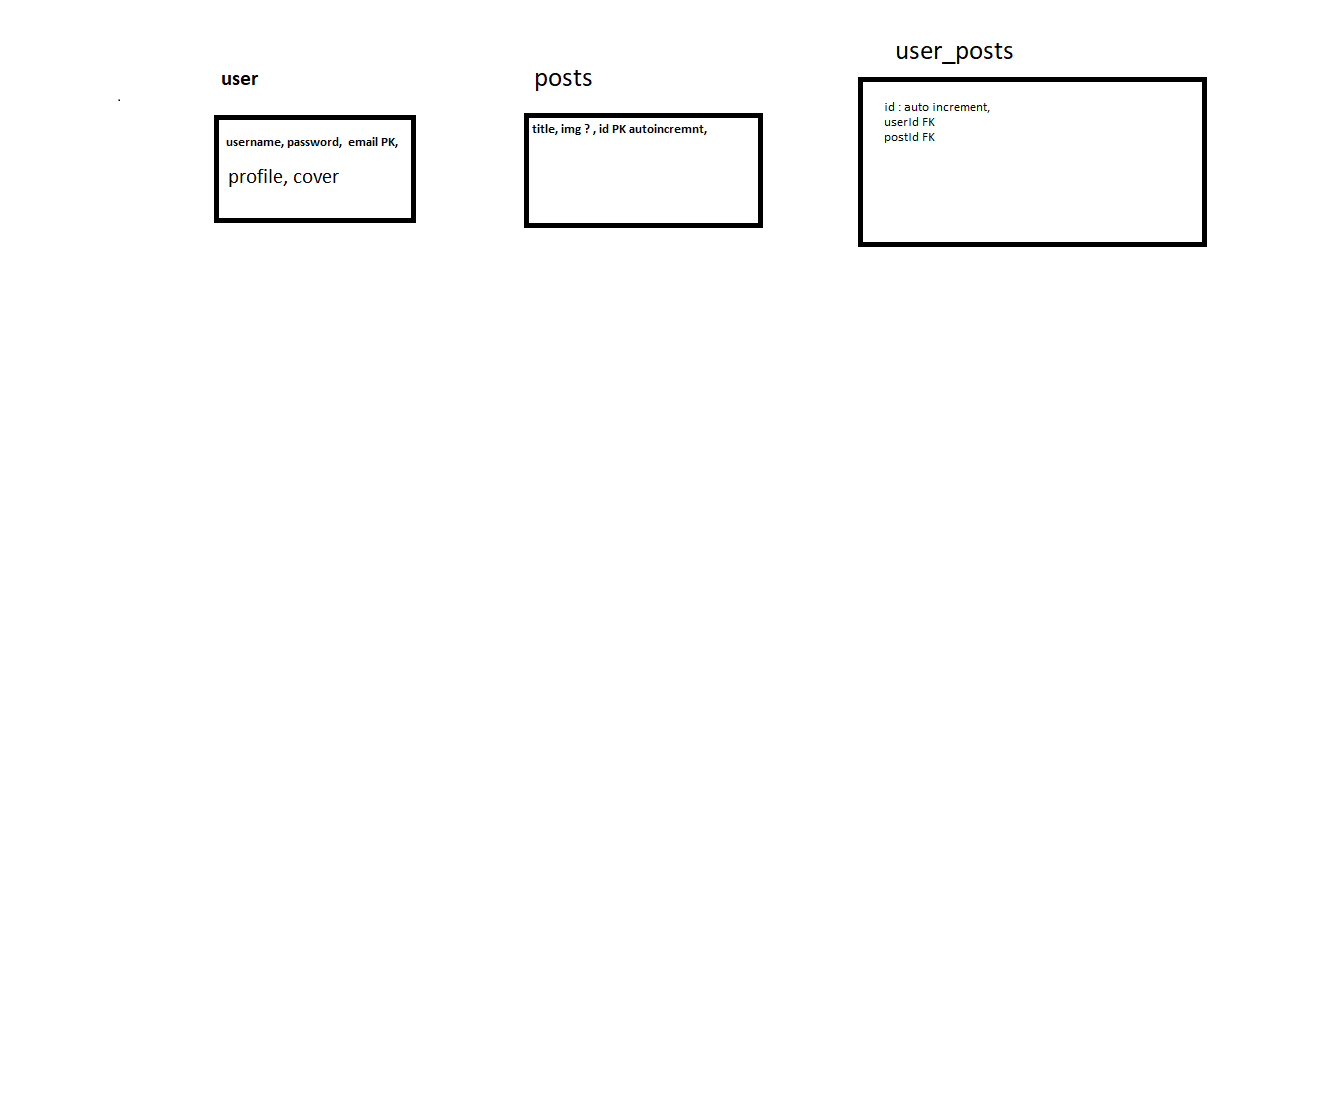 user
username, password, email PK,
profile, cover
posts
title, img ? , id PK autoincremnt,
user_posts
id : auto increment,
userId FK
postId FK